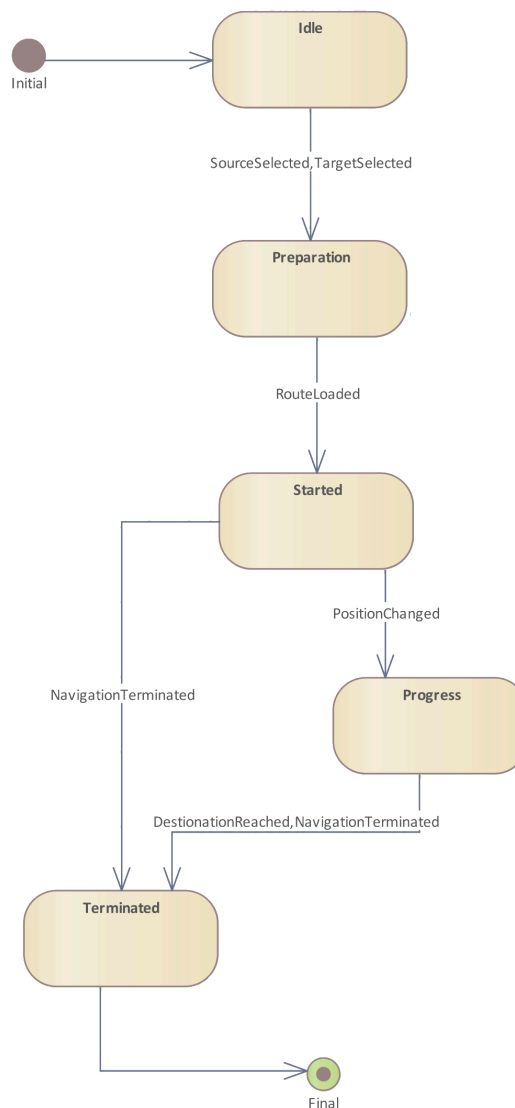 Idle
Initial
SourceSelected,TargetSelected
Preparation
RouteLoaded
Started
PositionChanged
NavigationTerminated
Progress
DestionationReached,NavigationTerminated
Terminated
Final